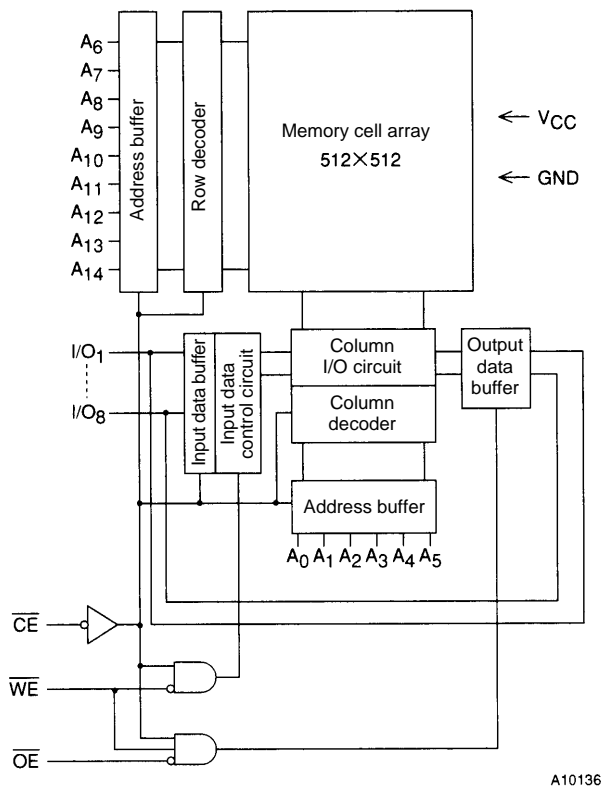 A6
A7
A8
A9
A10
A11
A12
A13
A14
Address buffer
Row decoder
Memory cell array
512×512
VCC
GND
I/O1
I/O8
Input data buffer
Input data
control circuit
Column
I/O circuit
Column
decoder
Output
data
buffer
Address buffer
A0 A1 A2 A3 A4 A5
CE
WE
OE
A10136